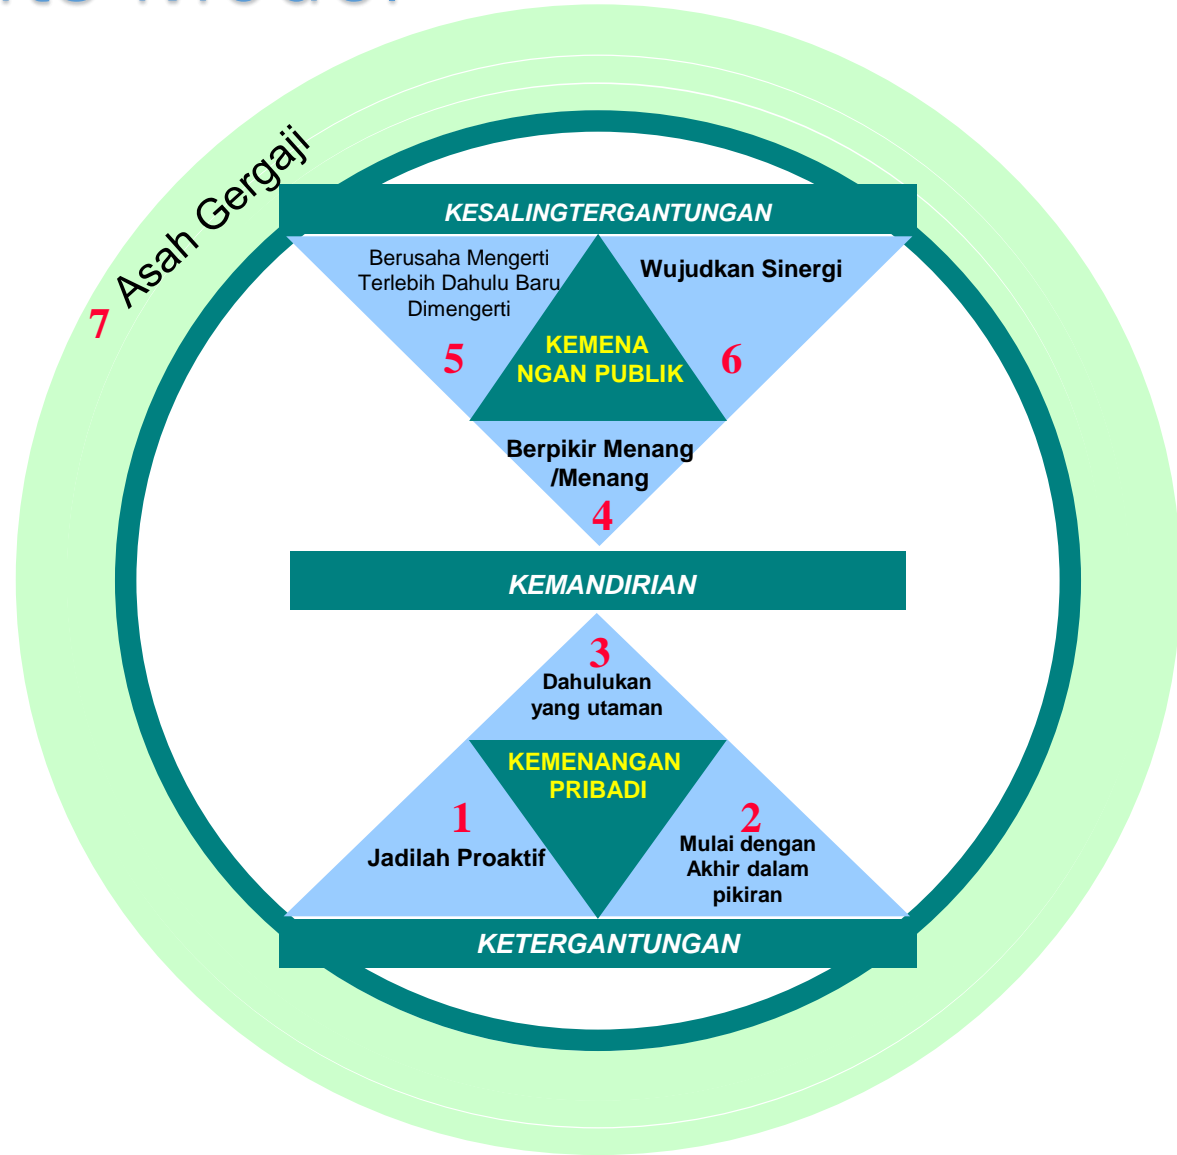 7 Asah Gergaji
KESALINGTERGANTUNGAN
Berusaha Mengerti
Terlebih Dahulu Baru
Dimengerti
5
Wujudkan Sinergi
6
KEMENA
NGAN PUBLIK
Berpikir Menang
/Menang
4
KEMANDIRIAN
3
Dahulukan
yang utaman
KEMENANGAN
PRIBADI
1
Jadilah Proaktif
2
Mulai dengan
Akhir dalam
pikiran
KETERGANTUNGAN